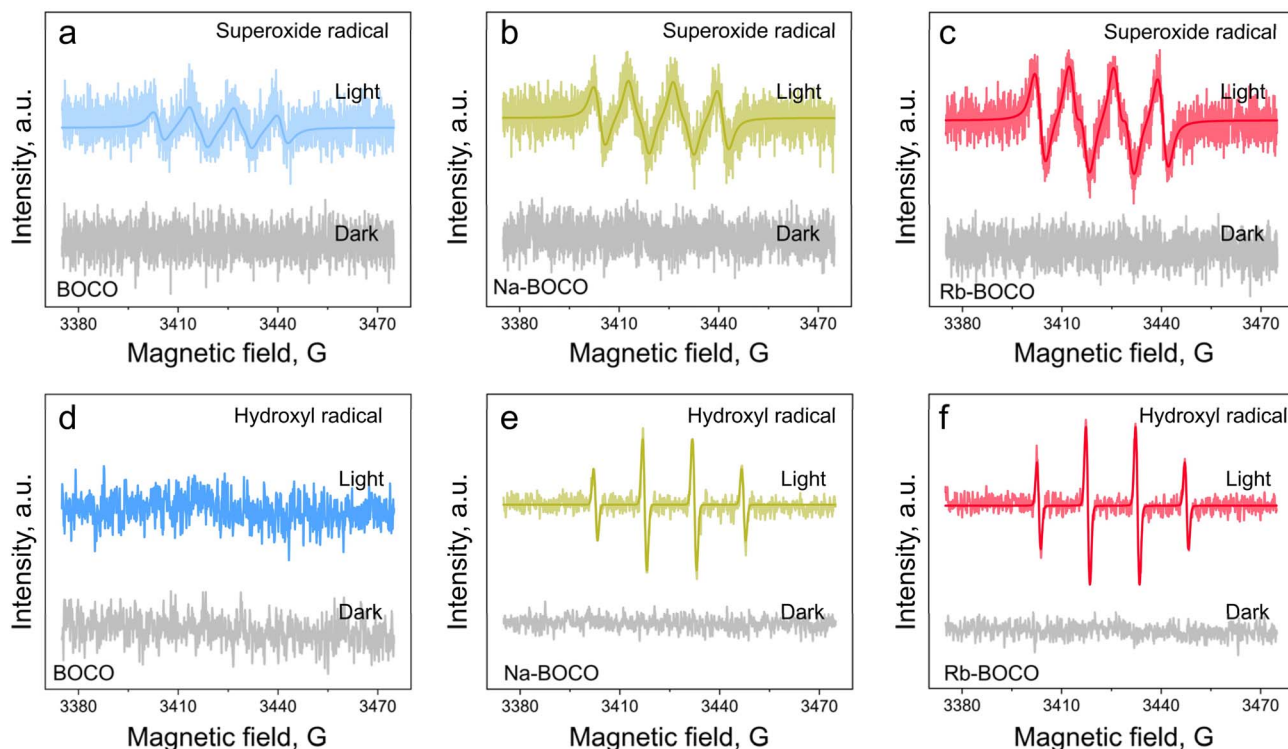 a
Superoxide radical
Light
Dark
BOCO
Intensity, a.u.
3380 3410 3440 3470
Magnetic field, G
b
Superoxide radical
Light
Dark
Na-BOCO
Intensity, a.u.
3380 3410 3440 3470
Magnetic field, G
c
Superoxide radical
Light
Dark
Rb-BOCO
Intensity, a.u.
3380 3410 3440 3470
Magnetic field, G
d
Hydroxyl radical
Light
Dark
BOCO
Intensity, a.u.
3380 3410 3440 3470
Magnetic field, G
e
Hydroxyl radical
Light
Dark
Na-BOCO
Intensity, a.u.
3380 3410 3440 3470
Magnetic field, G
f
Hydroxyl radical
Light
Dark
Rb-BOCO
Intensity, a.u.
3380 3410 3440 3470
Magnetic field, G